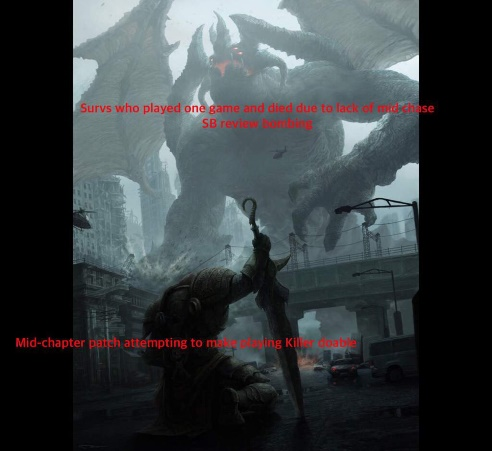 Survs who played one game and died due to lack of mid-chase
SB review bombing
Mid-chapter patch attempting to make playing Killer doable